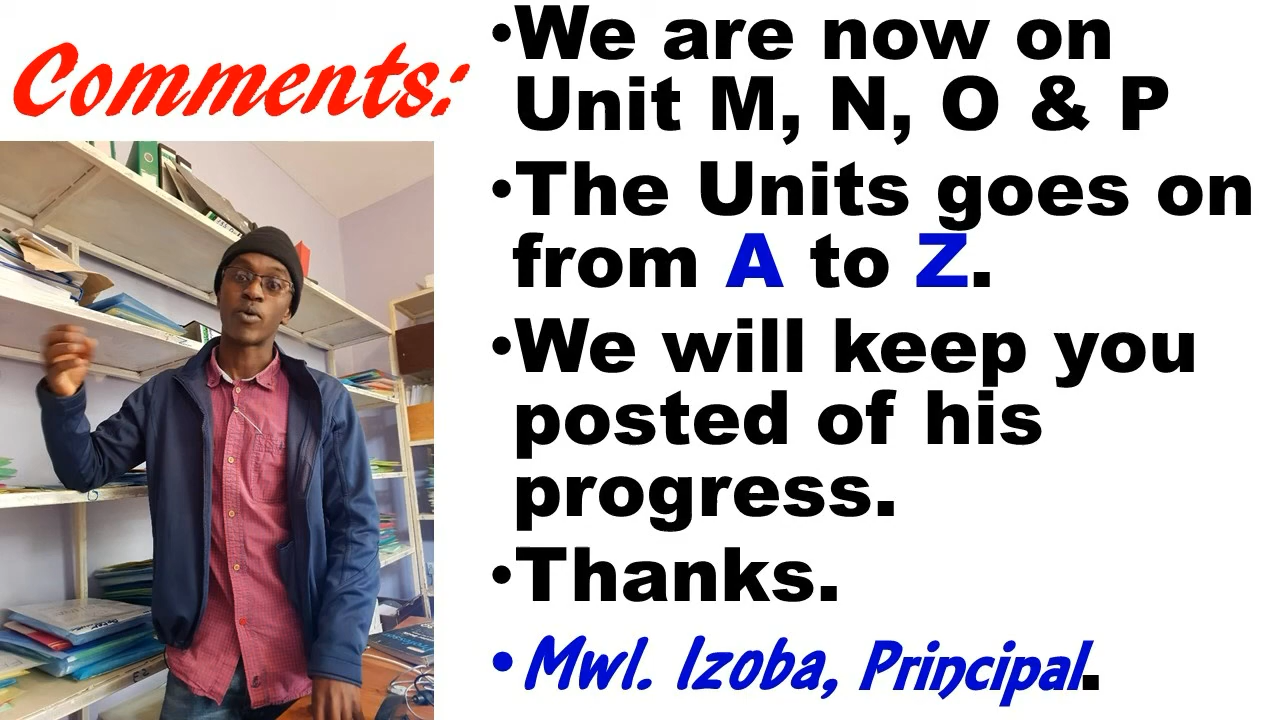 Comments:
•We are now on
Unit M, N, O & P
•The Units goes on
from A to Z.
•We will keep you
posted of his
progress.
•Thanks.
•Mwl. Izoba, Principal.